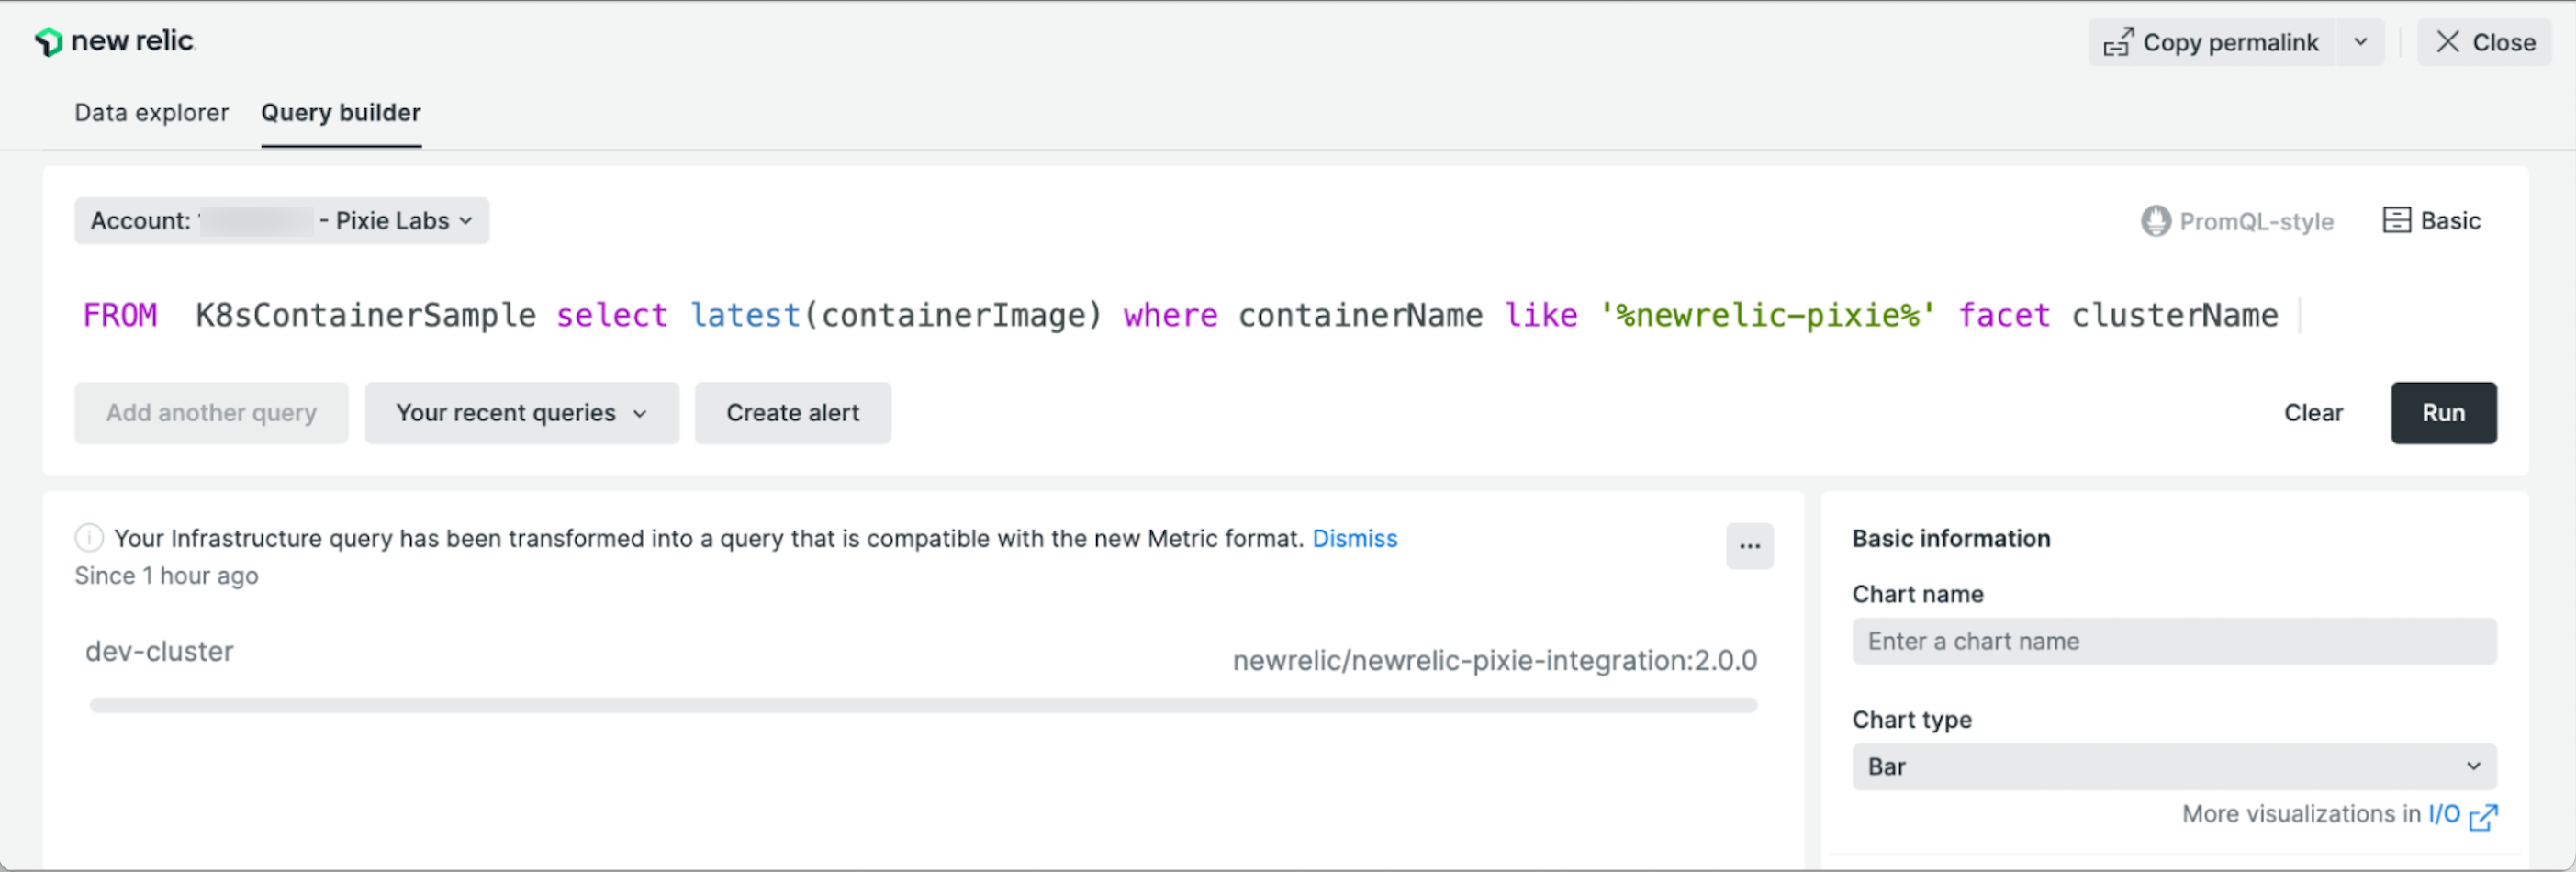 new relic
Copy permalink
Close
Data explorer Query builder
Account: - Pixie Labs
PromQL-style
Basic
FROM  K8sContainerSample select latest(containerImage) where containerName like '%newrelic-pixie%' facet clusterName
Add another query
Your recent queries
Create alert
Clear
Run
Your Infrastructure query has been transformed into a query that is compatible with the new Metric format. Dismiss
Since 1 hour ago
...
dev-cluster
newrelic/newrelic-pixie-integration:2.0.0
Basic information
Chart name
Enter a chart name
Chart type
Bar
More visualizations in I/O